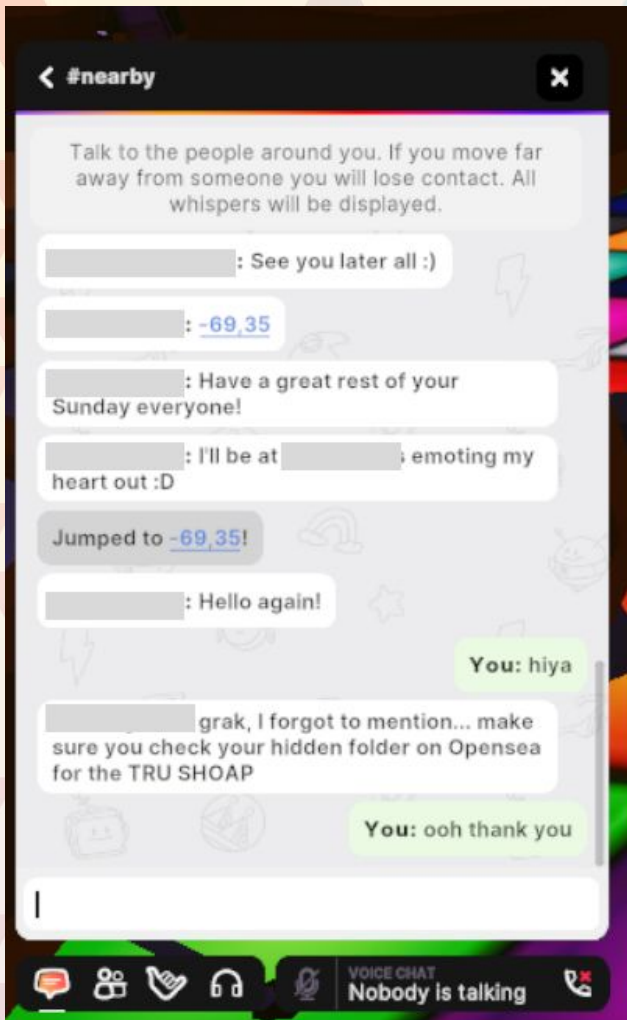 #nearby
Talk to the people around you. If you move far
away from someone you will lose contact. All
whispers will be displayed.
: See you later all :)
: -69,35
: Have a great rest of your
Sunday everyone!
: I'll be at emoting my
heart out :D
Jumped to -69,35!
: Hello again!
You: hiya
grak, I forgot to mention... make
sure you check your hidden folder on Opensea
for the TRU SHOAP
You: ooh thank you
VOICE CHAT
Nobody is talking